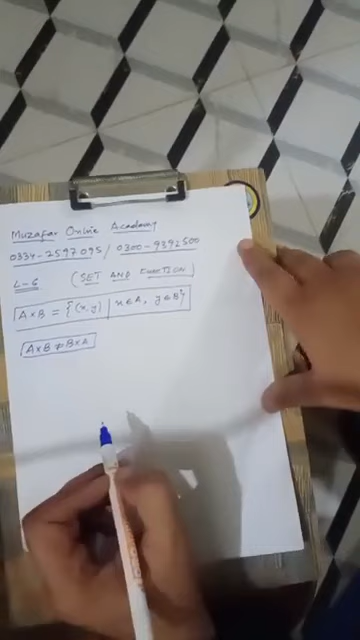 Muzafar Online Academy
0334-2597095 / 0300-9392500
L-6 (SET AND FUNCTION)
A×B = {(x,y) | x∈A, y∈B}
A×B ≠ B×A